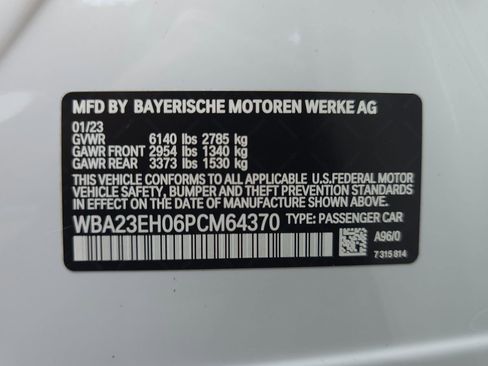 MFD BY BAYERISCHE MOTOREN WERKE AG
01/23
GVWR 6140 lbs 2785 kg
GAWR FRONT 2954 lbs 1340 kg
GAWR REAR 3373 lbs 1530 kg
THIS VEHICLE CONFORMS TO ALL APPLICABLE U.S.FEDERAL MOTOR
VEHICLE SAFETY, BUMPER, AND THEFT PREVENTION STANDARDS
IN EFFECT ON THE DATE OF MANUFACTURE SHOWN ABOVE.
WBA23EH06PCM64370 TYPE: PASSENGER CAR
A96/0
7 315 814